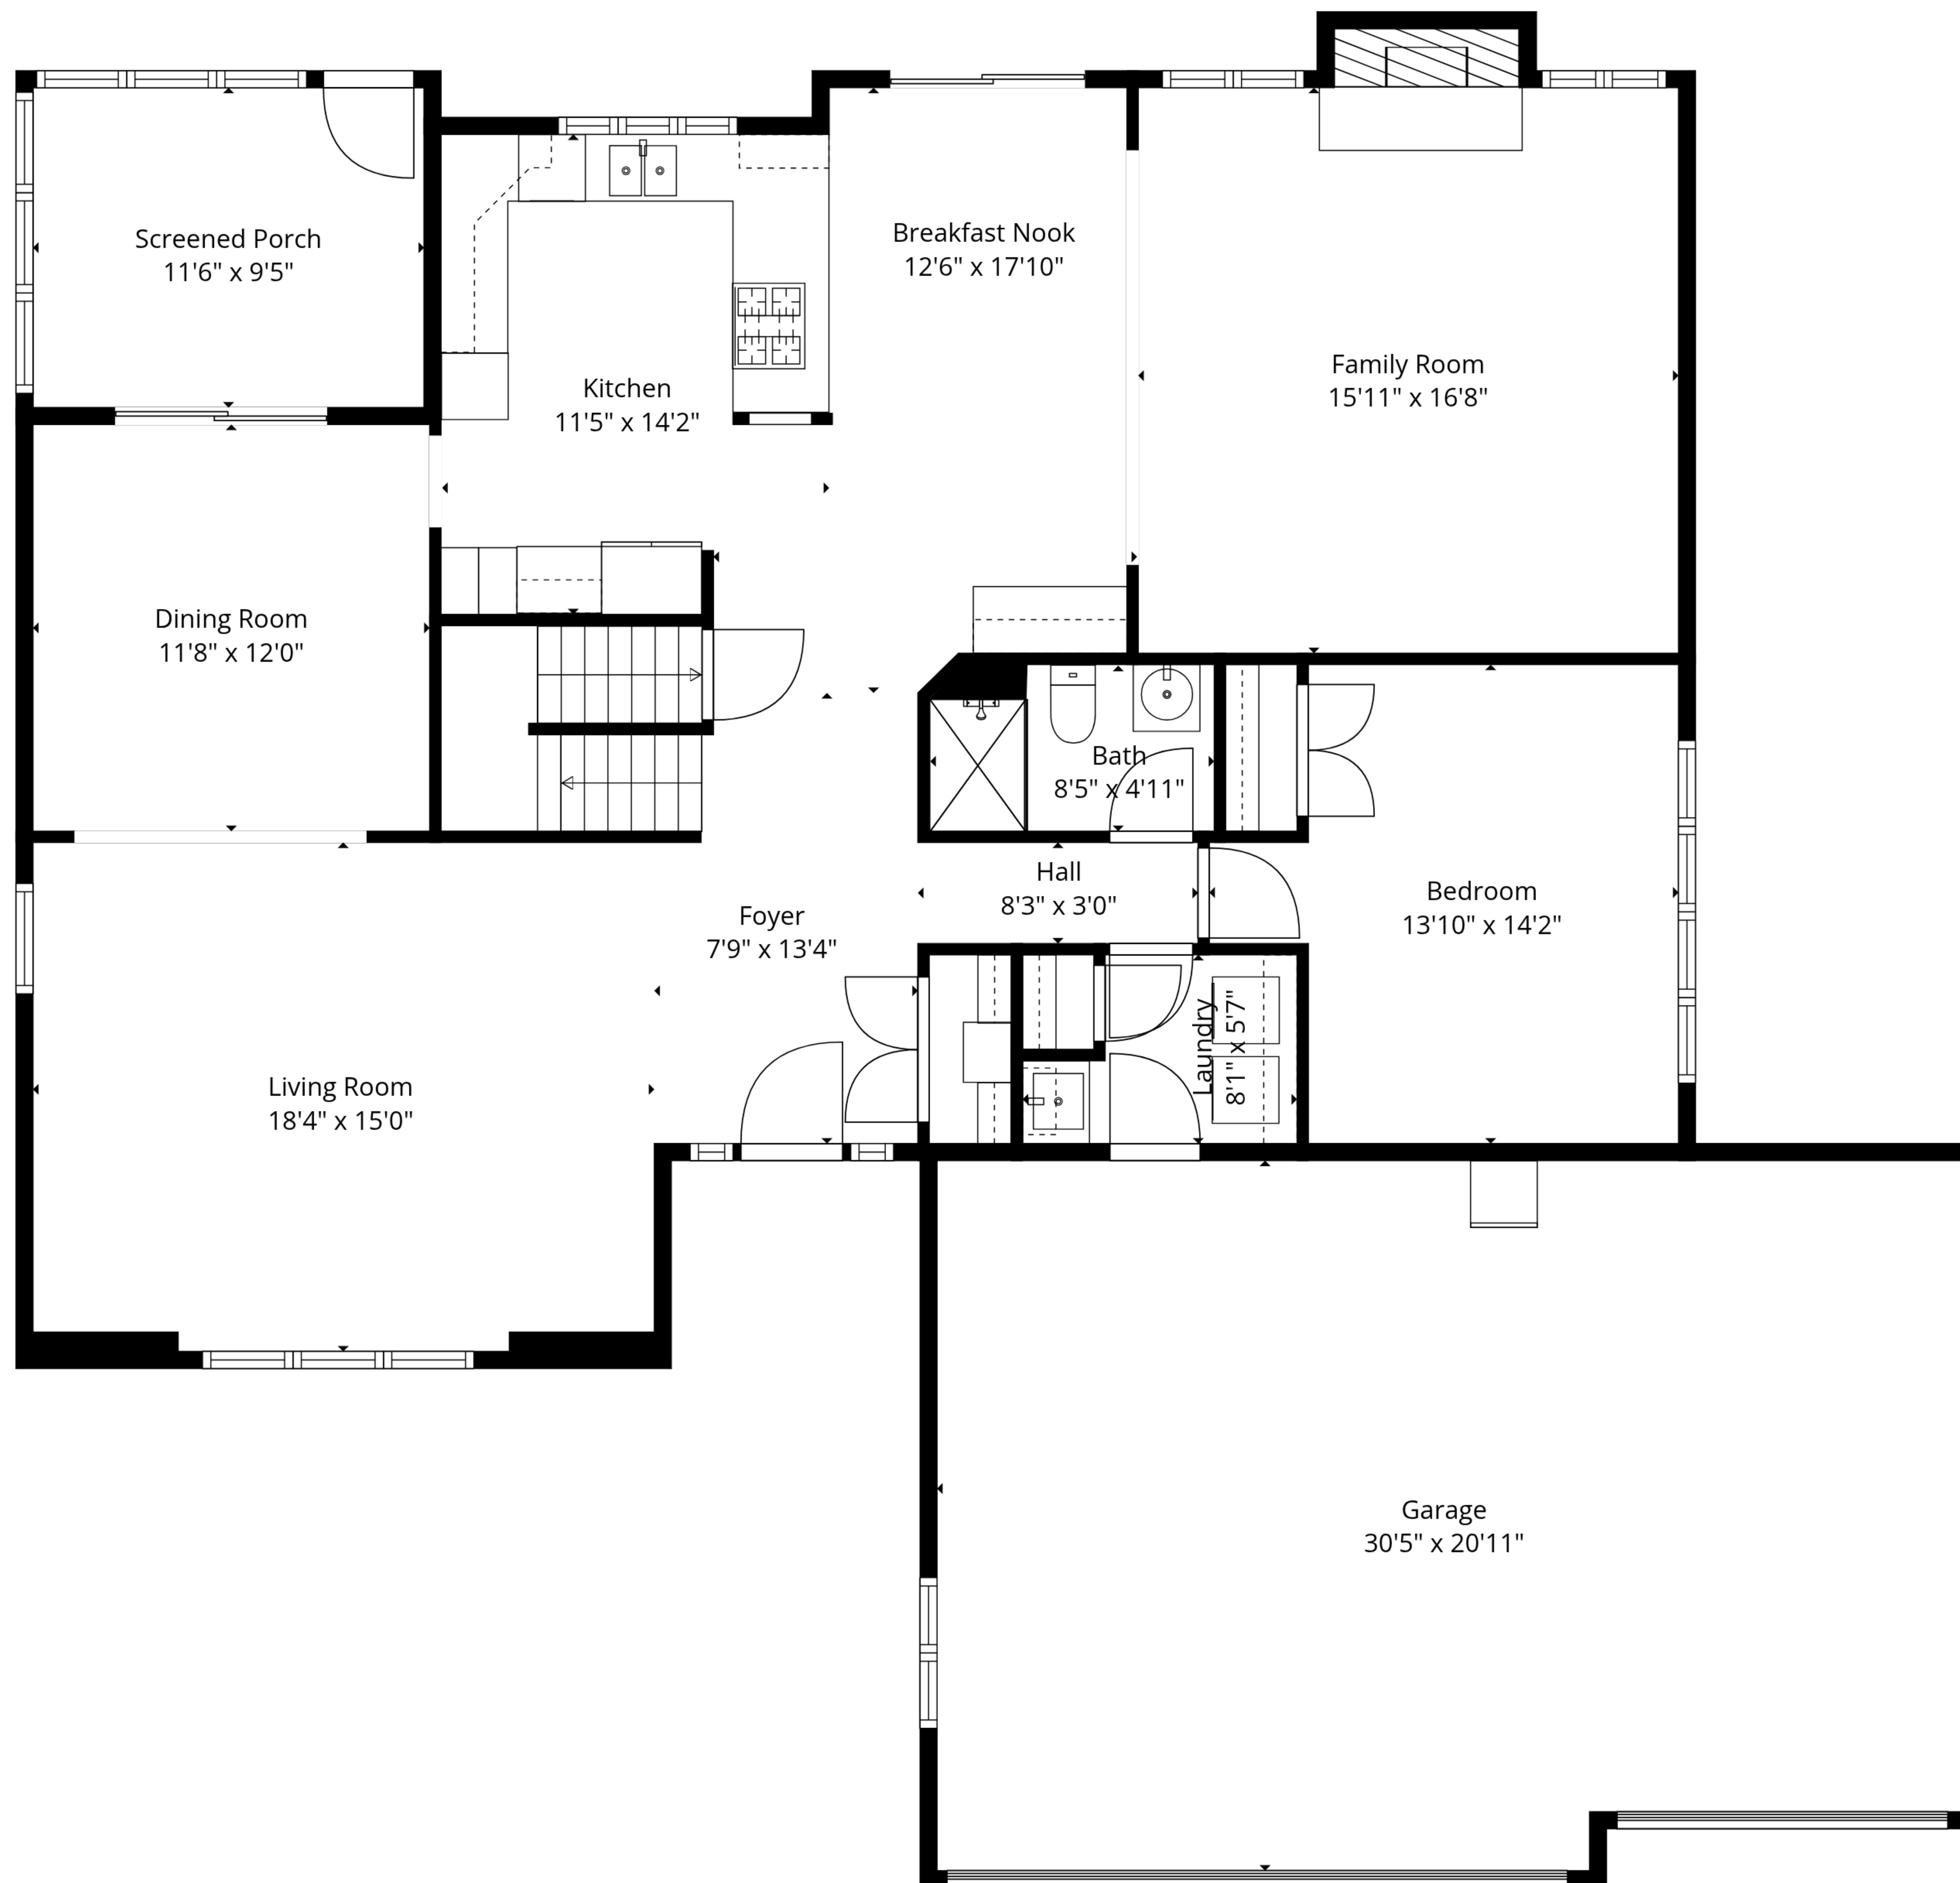 Screened Porch
11'6" x 9'5"
Breakfast Nook
12'6" x 17'10"
Family Room
15'11" x 16'8"
Kitchen
11'5" x 14'2"
Dining Room
11'8" x 12'0"
Bath
8'5" x 4'11"
Hall
8'3" x 3'0"
Bedroom
13'10" x 14'2"
Foyer
7'9" x 13'4"
Laundry
8'1" x 5'7"
Living Room
18'4" x 15'0"
Garage
30'5" x 20'11"